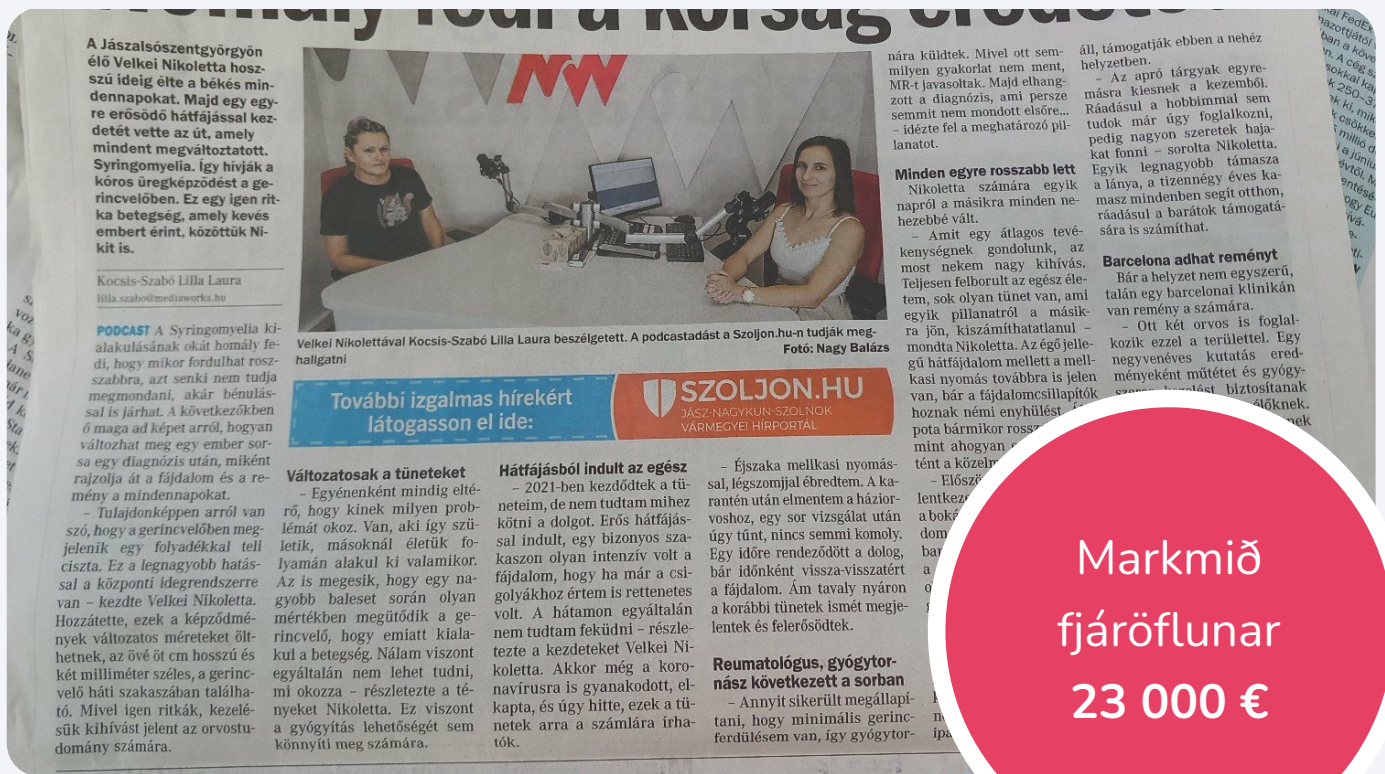 a kórság
A Jászalsószentgyörgyön
élő Velkei Nikoletta hosz-
szú ideig élte a békés min-
dennapokat. Majd egy egy-
re erősödő hátfájással kez-
detét vette az út, amely
mindent megváltoztatott.
Syringomyelia. Így hívják a
kóros üregképződést a ge-
rincvelőben. Ez egy igen rit-
ka betegség, amely kevés
embert érint, közöttük Ni-
kit is.
Kocsis-Szabó Lilla Laura
lilla.szabo@mediaworks.hu
PODCAST A Syringomyelia ki-
alakulásának okát homály fe-
di, hogy mikor fordulhat rosz-
szabbra, azt senki nem tudja
megmondani, akár bénulás-
sal is járhat. A következőkben
ő maga ad képet arról, hogyan
változhat meg egy ember sor-
sa egy diagnózis után, miként
rajzolja át a fájdalom és a re-
mény a mindennapokat.
– Tulajdonképpen arról van
szó, hogy a gerincvelőben meg-
jelenik egy folyadékkal teli
ciszta. Ez a legnagyobb hatás-
sal a központi idegrendszerre
van – kezdte Velkei Nikoletta.
Hozzátette, ezek a képződmé-
nyek változatos méreteket ölt-
hetnek, az övé öt cm hosszú és
két milliméter széles, a gerinc-
velő háti szakaszában találha-
tó. Mivel igen ritkák, kezelé-
sük kihívást jelent az orvostu-
domány számára.
Velkei Nikolettával Kocsis-Szabó Lilla Laura beszélgetett. A podcastadást a Szoljon.hu-n tudják meg-
hallgatni
Fotó: Nagy Balázs
További izgalmas hírekért
látogasson el ide:
SZOLJON.HU
JÁSZ-NAGYKUN-SZOLNOK
VÁRMEGYEI HÍRPORTÁL
Változatosak a tüneteket
– Egyénenként mindig elté-
rő, hogy kinek milyen prob-
lémát okoz. Van, aki így szü-
letik, másoknál életük fo-
lyamán alakul ki valamikor.
Az is megesik, hogy egy na-
gyobb baleset során olyan
mértékben megütődik a ge-
rincvelő, hogy emiatt kiala-
kul a betegség. Nálam viszont
egyáltalán nem lehet tudni,
mi okozza – részletezte a té-
nyeket Nikoletta. Ez viszont
a gyógyítás lehetőségét sem
könnyíti meg számára.
Hátfájásból indult az egész
– 2021-ben kezdődtek a tü-
neteim, de nem tudtam mihez
kötni a dolgot. Erős hátfájás-
sal indult, egy bizonyos sza-
kaszon olyan intenzív volt a
fájdalom, hogy ha már a csi-
golyákhoz értem is rettenetes
volt. A hátamon egyáltalán
nem tudtam feküdni – részle-
tezte a kezdeteket Velkei Ni-
koletta. Akkor még a koro-
navírusra is gyanakodott, el-
kapta, és úgy hitte, ezek a tü-
netek arra a számlára írha-
tók.
– Éjszaka mellkasi nyomás-
sal, légszomjjal ébredtem. A ka-
rantén után elmentem a házior-
voshoz, egy sor vizsgálat után
úgy tűnt, nincs semmi komoly.
Egy időre rendeződött a dolog,
bár időnként vissza-visszatért
a fájdalom. Ám tavaly nyáron
a korábbi tünetek ismét megje-
lentek és felerősödtek.
Reumatológus, gyógytor-
nász következett a sorban
– Annyit sikerült megállapí-
tani, hogy minimális gerinc-
ferdülésem van, így gyógytor-
nára küldtek. Mivel ott sem-
milyen gyakorlat nem ment,
MR-t javasoltak. Majd elhang-
zott a diagnózis, ami persze
semmit nem mondott elsőre...
– idézte fel a meghatározó pil-
lanatot.
Minden egyre rosszabb lett
Nikoletta számára egyik
napról a másikra minden ne-
hezebbé vált.
– Amit egy átlagos tevé-
kenységnek gondolunk, az
most nekem nagy kihívás.
Teljesen felborult az egész éle-
tem, sok olyan tünet van, ami
egyik pillanatról a másik-
ra jön, kiszámíthatatlanul –
mondta Nikoletta. Az égő jelle-
gű hátfájdalom mellett a mell-
kasi nyomás továbbra is jelen
van, bár a fájdalomcsillapítók
hoznak némi enyhülést
pota bármikor rossz
mint ahogyan
tént a közelm
– Elősz
lentkez
a bok
dom
áll, támogatják ebben a nehéz
helyzetben.
– Az apró tárgyak egyre-
másra kiesnek a kezemből.
Ráadásul a hobbimmal sem
tudok már úgy foglalkozni,
pedig nagyon szeretek haja-
kat fonni – sorolta Nikoletta.
Egyik legnagyobb támasza
a lánya, a tizennégy éves ka-
masz mindenben segít otthon,
ráadásul a barátok támogatá-
sára is számíthat.
Barcelona adhat reményt
Bár a helyzet nem egyszerű,
talán egy barcelonai klinikán
van remény a számára.
– Ott két orvos is foglal-
kozik ezzel a területtel. Egy
negyvenéves kutatás ered-
ményeként műtétet és gyógy-
biztosítanak
élőknek.
Markmið
fjáröflunar
23 000 €